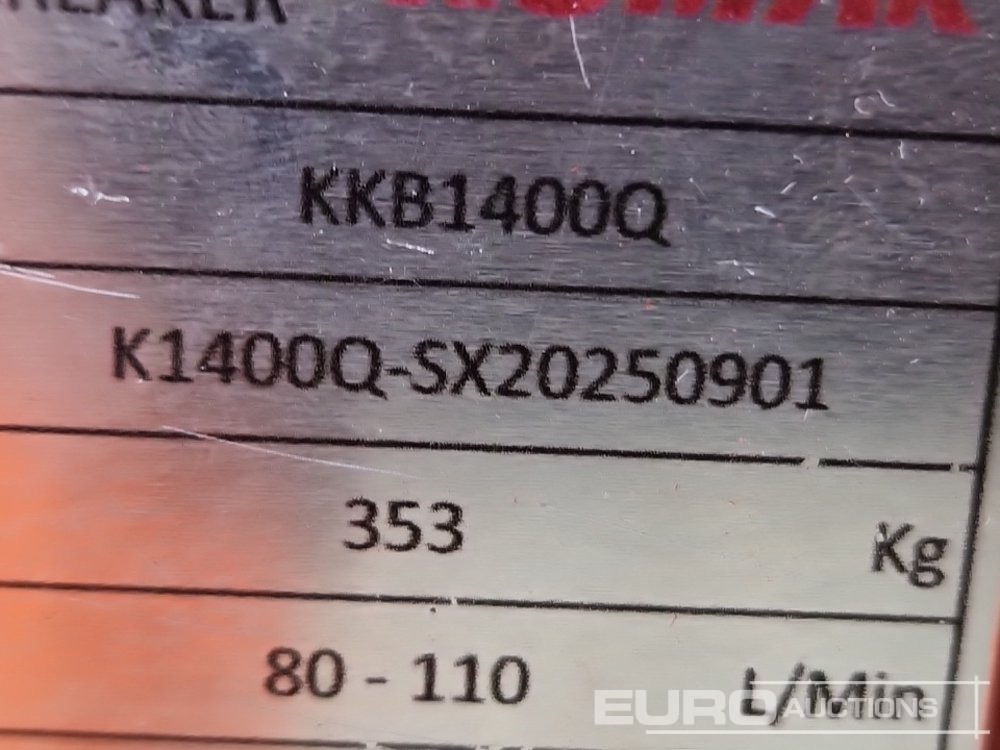 KKB1400Q
K1400Q-SX20250901
353 Kg
80 - 110 L/Min
EURO AUCTIONS